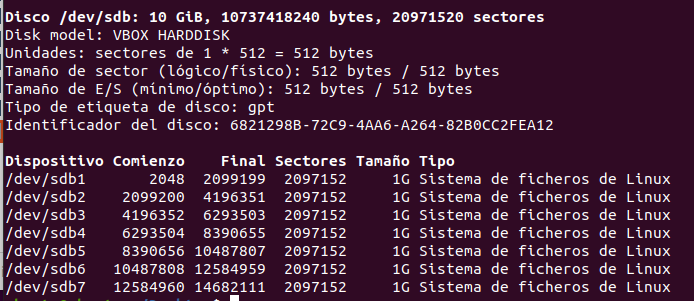 Disco /dev/sdb: 10 GiB, 10737418240 bytes, 20971520 sectores
Disk model: VBOX HARDDISK
Unidades: sectores de 1 * 512 = 512 bytes
Tamaño de sector (lógico/físico): 512 bytes / 512 bytes
Tamaño de E/S (mínimo/óptimo): 512 bytes / 512 bytes
Tipo de etiqueta de disco: gpt
Identificador del disco: 6821298B-72C9-4AA6-A264-82B0CC2FEA12
Dispositivo Comienzo Final Sectores Tamaño Tipo
/dev/sdb1 2048 2099199 2097152 1G Sistema de ficheros de Linux
/dev/sdb2 2099200 4196351 2097152 1G Sistema de ficheros de Linux
/dev/sdb3 4196352 6293503 2097152 1G Sistema de ficheros de Linux
/dev/sdb4 6293504 8390655 2097152 1G Sistema de ficheros de Linux
/dev/sdb5 8390656 10487807 2097152 1G Sistema de ficheros de Linux
/dev/sdb6 10487808 12584959 2097152 1G Sistema de ficheros de Linux
/dev/sdb7 12584960 14682111 2097152 1G Sistema de ficheros de Linux